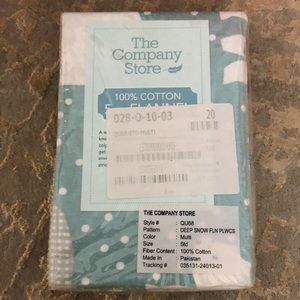 The
Company
Store
100% COTTON
FLANNEL
028-0-10-03 20
THE COMPANY STORE
Style # : QU68
Pattern : DEEP SNOW FLN PLWCS
Color : Multi
Size : Std
Fiber Content : 100% Cotton
Made In : Pakistan
Tracking # : 035131-24013-01